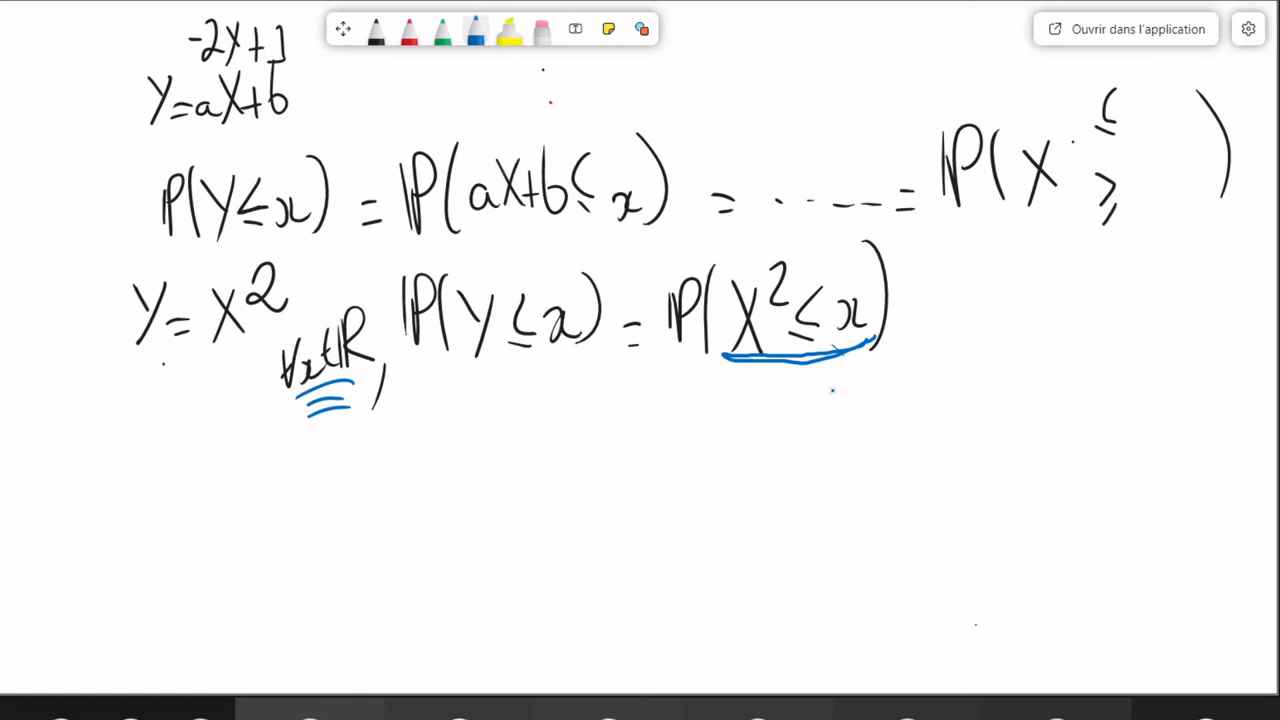 Ouvrir dans l'application
-2X+1
Y=aX+b
P(Y≤x) = P(aX+b≤x) = ..... = P(X ≤ ≥ )
Y=X² ∀x∈ℝ, P(Y≤x) = P(X²≤x)